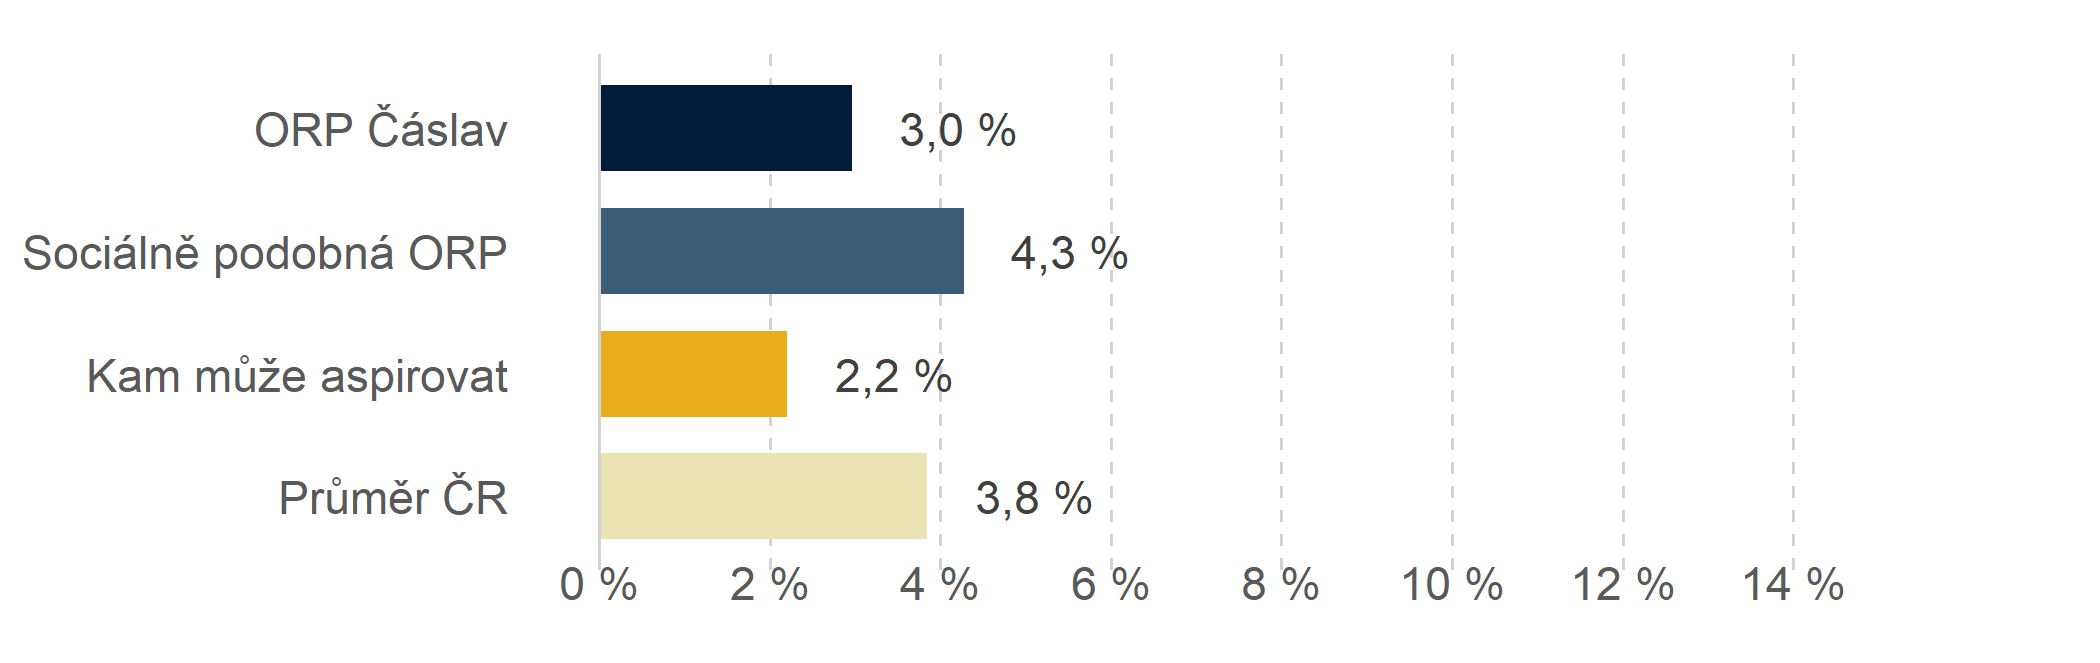 ORP Čáslav 3,0 %
Sociálně podobná ORP 4,3 %
Kam může aspirovat 2,2 %
Průměr ČR 3,8 %
0 % 2 % 4 % 6 % 8 % 10 % 12 % 14 %